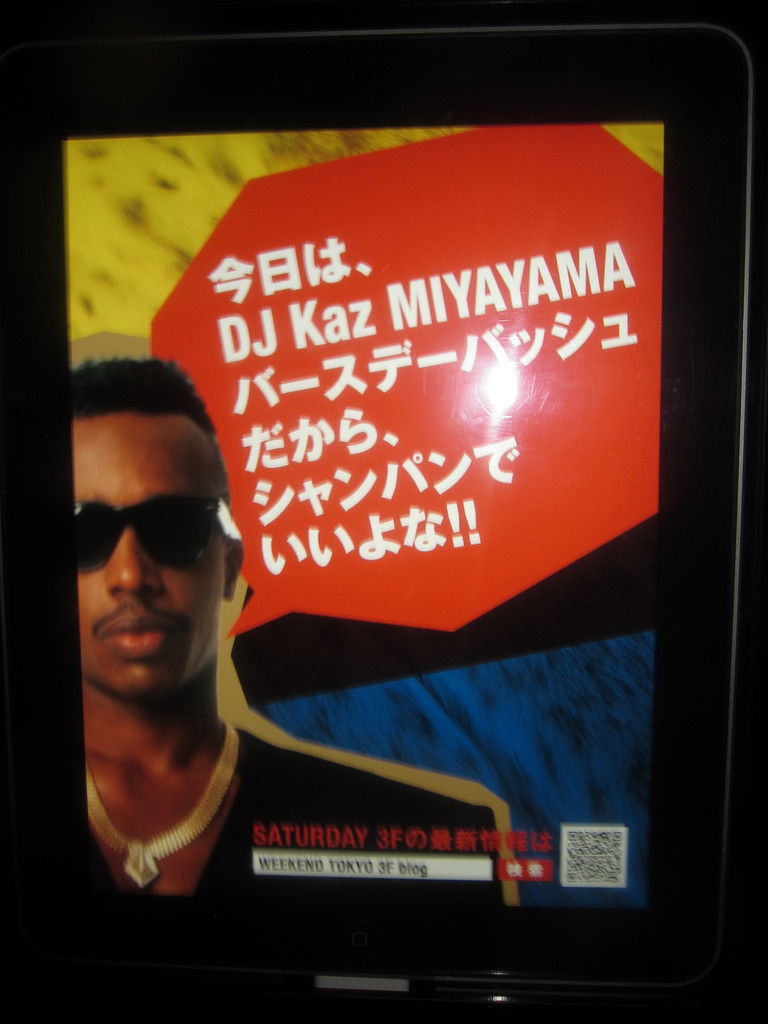 今日は、
DJ Kaz MIYAYAMA
バースデーバッシュ
だから、
シャンパンで
いいよな!!
SATURDAY 3Fの最新情報は
WEEKEND TOKYO 3F blog 検索